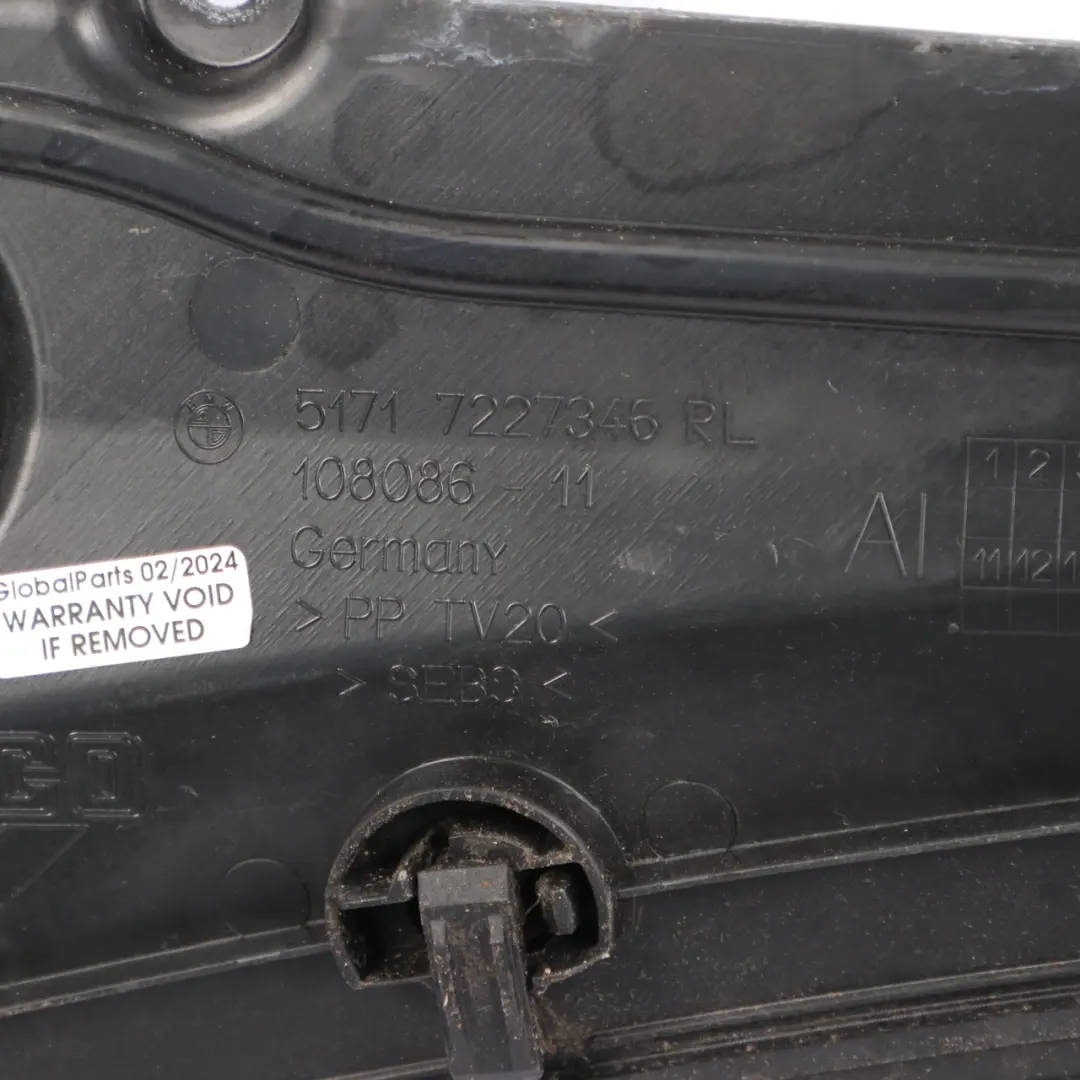 5171 7227346 RL
108086 - 11
Germany
> PP TV20 <
> SEB3 <
AI
1 2
11 12
GlobalParts 02/2024
WARRANTY VOID
IF REMOVED